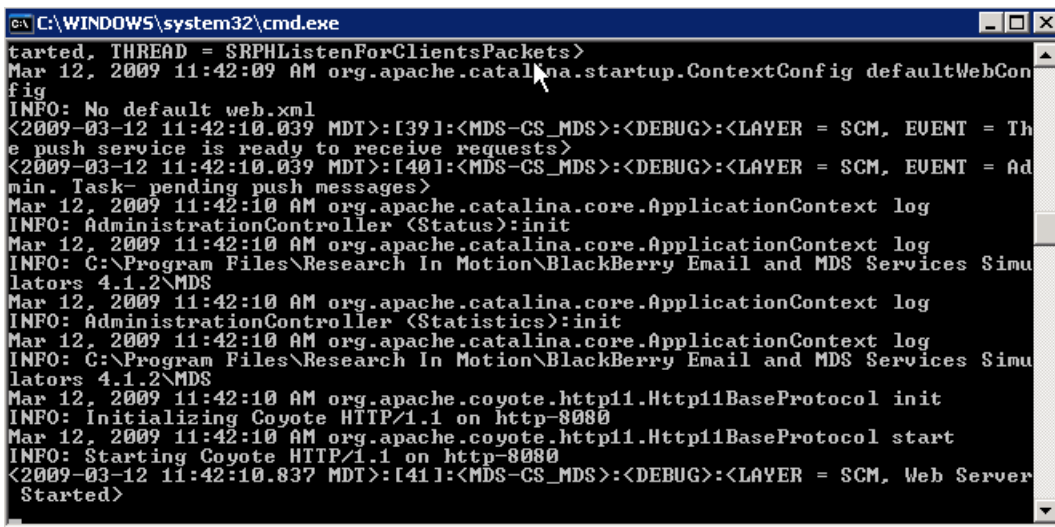 C:\WINDOWS\system32\cmd.exe
tarted, THREAD = SRPHListenForClientsPackets>
Mar 12, 2009 11:42:09 AM org.apache.catalina.startup.ContextConfig defaultWebCon
fig
INFO: No default web.xml
<2009-03-12 11:42:10.039 MDT>:[39]:<MDS-CS_MDS>:<DEBUG>:<LAYER = SCM, EVENT = Th
e push service is ready to receive requests>
<2009-03-12 11:42:10.039 MDT>:[40]:<MDS-CS_MDS>:<DEBUG>:<LAYER = SCM, EVENT = Ad
min. Task- pending push messages>
Mar 12, 2009 11:42:10 AM org.apache.catalina.core.ApplicationContext log
INFO: AdministrationController (Status):init
Mar 12, 2009 11:42:10 AM org.apache.catalina.core.ApplicationContext log
INFO: C:\Program Files\Research In Motion\BlackBerry Email and MDS Services Simu
lators 4.1.2\MDS
Mar 12, 2009 11:42:10 AM org.apache.catalina.core.ApplicationContext log
INFO: AdministrationController (Statistics):init
Mar 12, 2009 11:42:10 AM org.apache.catalina.core.ApplicationContext log
INFO: C:\Program Files\Research In Motion\BlackBerry Email and MDS Services Simu
lators 4.1.2\MDS
Mar 12, 2009 11:42:10 AM org.apache.coyote.http11.Http11BaseProtocol init
INFO: Initializing Coyote HTTP/1.1 on http-8080
Mar 12, 2009 11:42:10 AM org.apache.coyote.http11.Http11BaseProtocol start
INFO: Starting Coyote HTTP/1.1 on http-8080
<2009-03-12 11:42:10.837 MDT>:[41]:<MDS-CS_MDS>:<DEBUG>:<LAYER = SCM, Web Server
 Started>